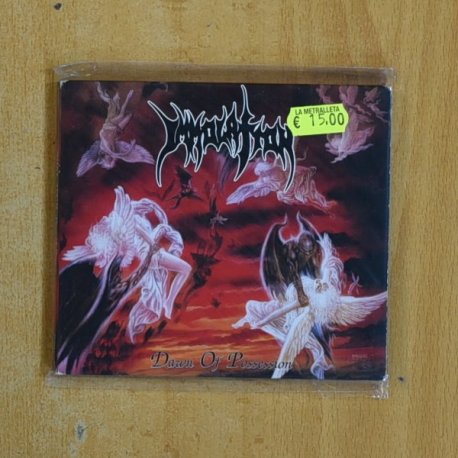 IMMOLATION
LA METRALLETA
€ 15.00
Dawn Of Possession